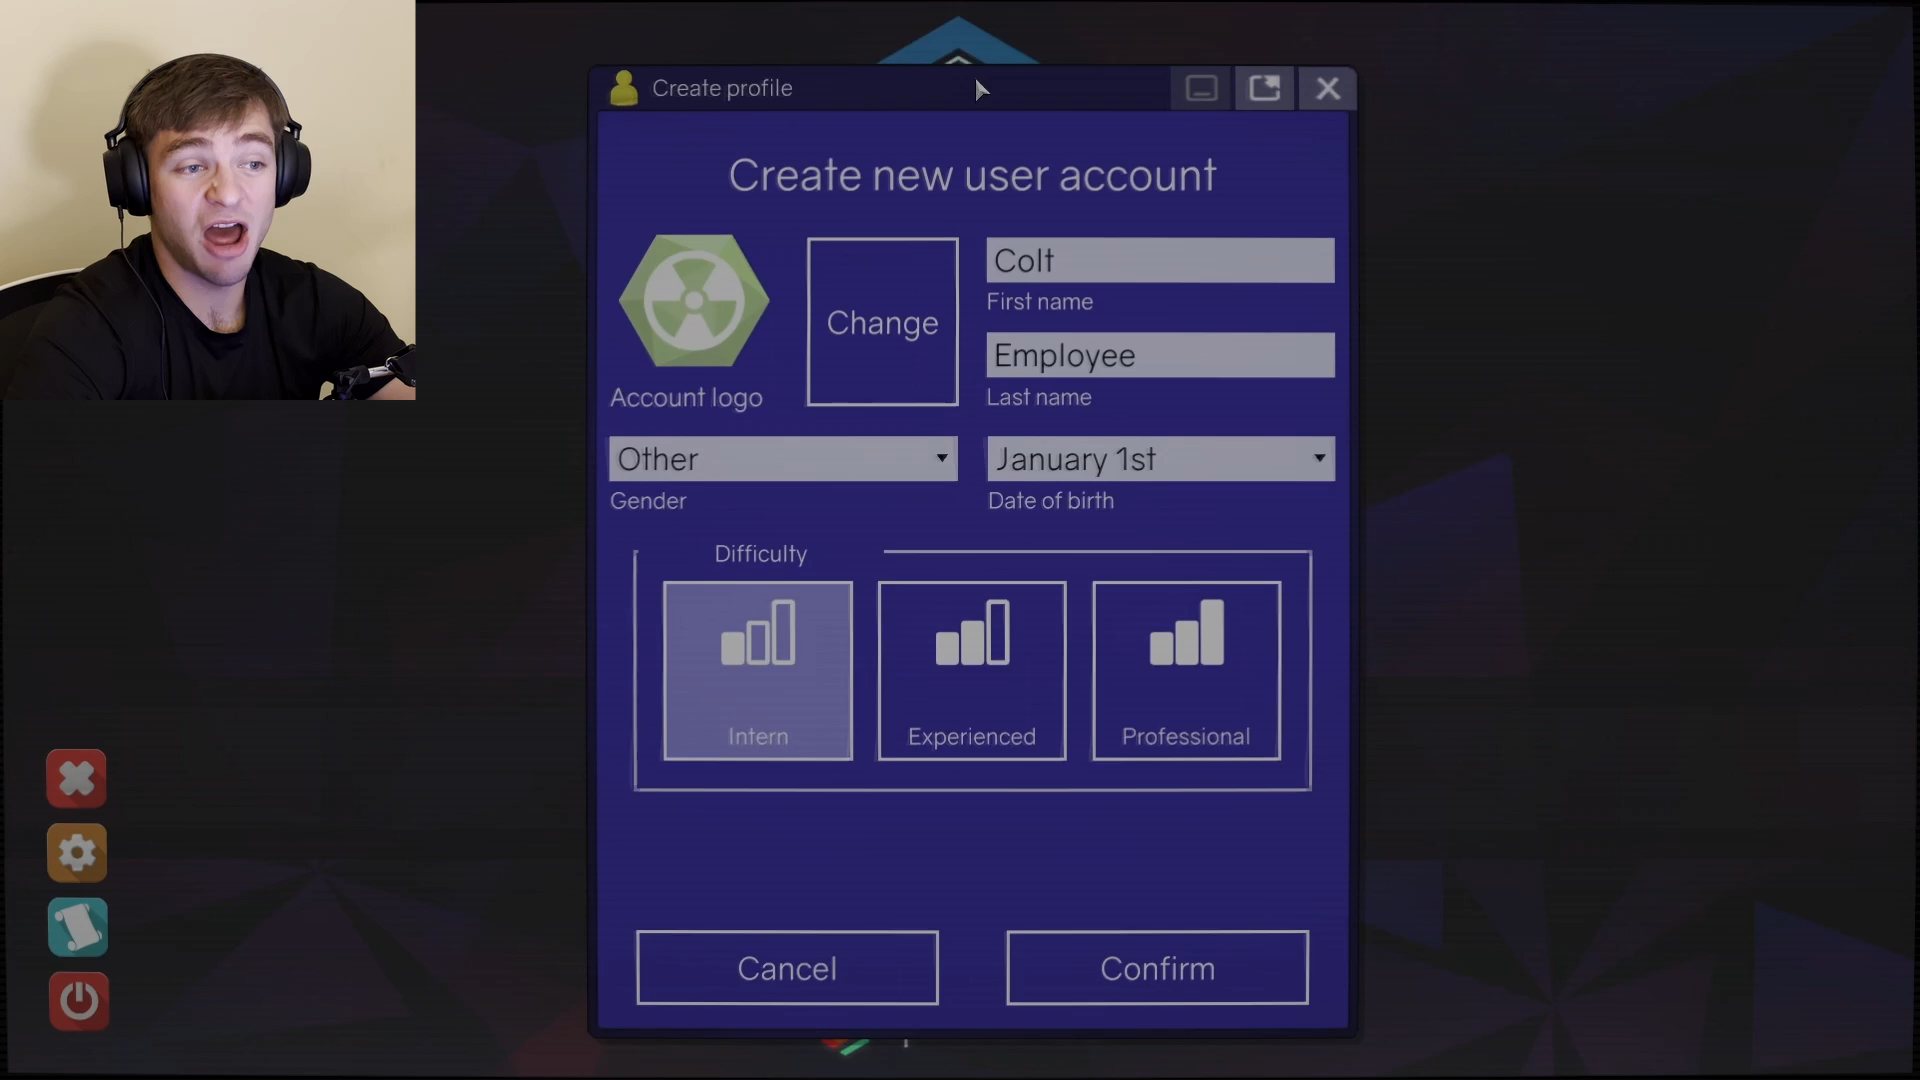 Create profile
Create new user account
Change
Colt
First name
Employee
Last name
Account logo
Other
January 1st
Gender
Date of birth
Difficulty
Intern
Experienced
Professional
Cancel
Confirm